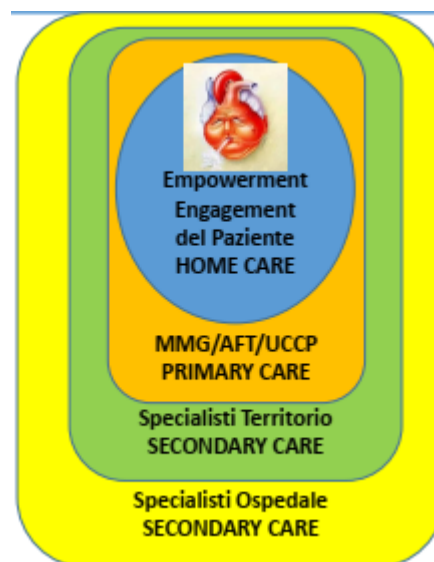 Empowerment
Engagement
del Paziente
HOME CARE
MMG/AFT/UCCP
PRIMARY CARE
Specialisti Territorio
SECONDARY CARE
Specialisti Ospedale
SECONDARY CARE